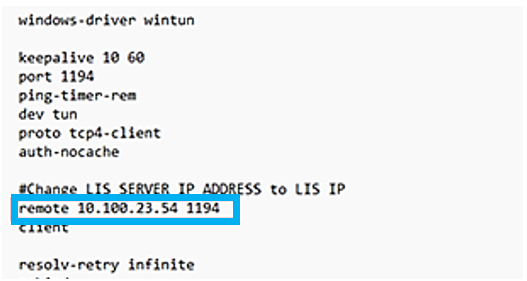 windows-driver wintun
keepalive 10 60
port 1194
ping-timer-rem
dev tun
proto tcp4-client
auth-nocache
#Change LIS SERVER IP ADDRESS to LIS IP
remote 10.100.23.54 1194
client
resolv-retry infinite